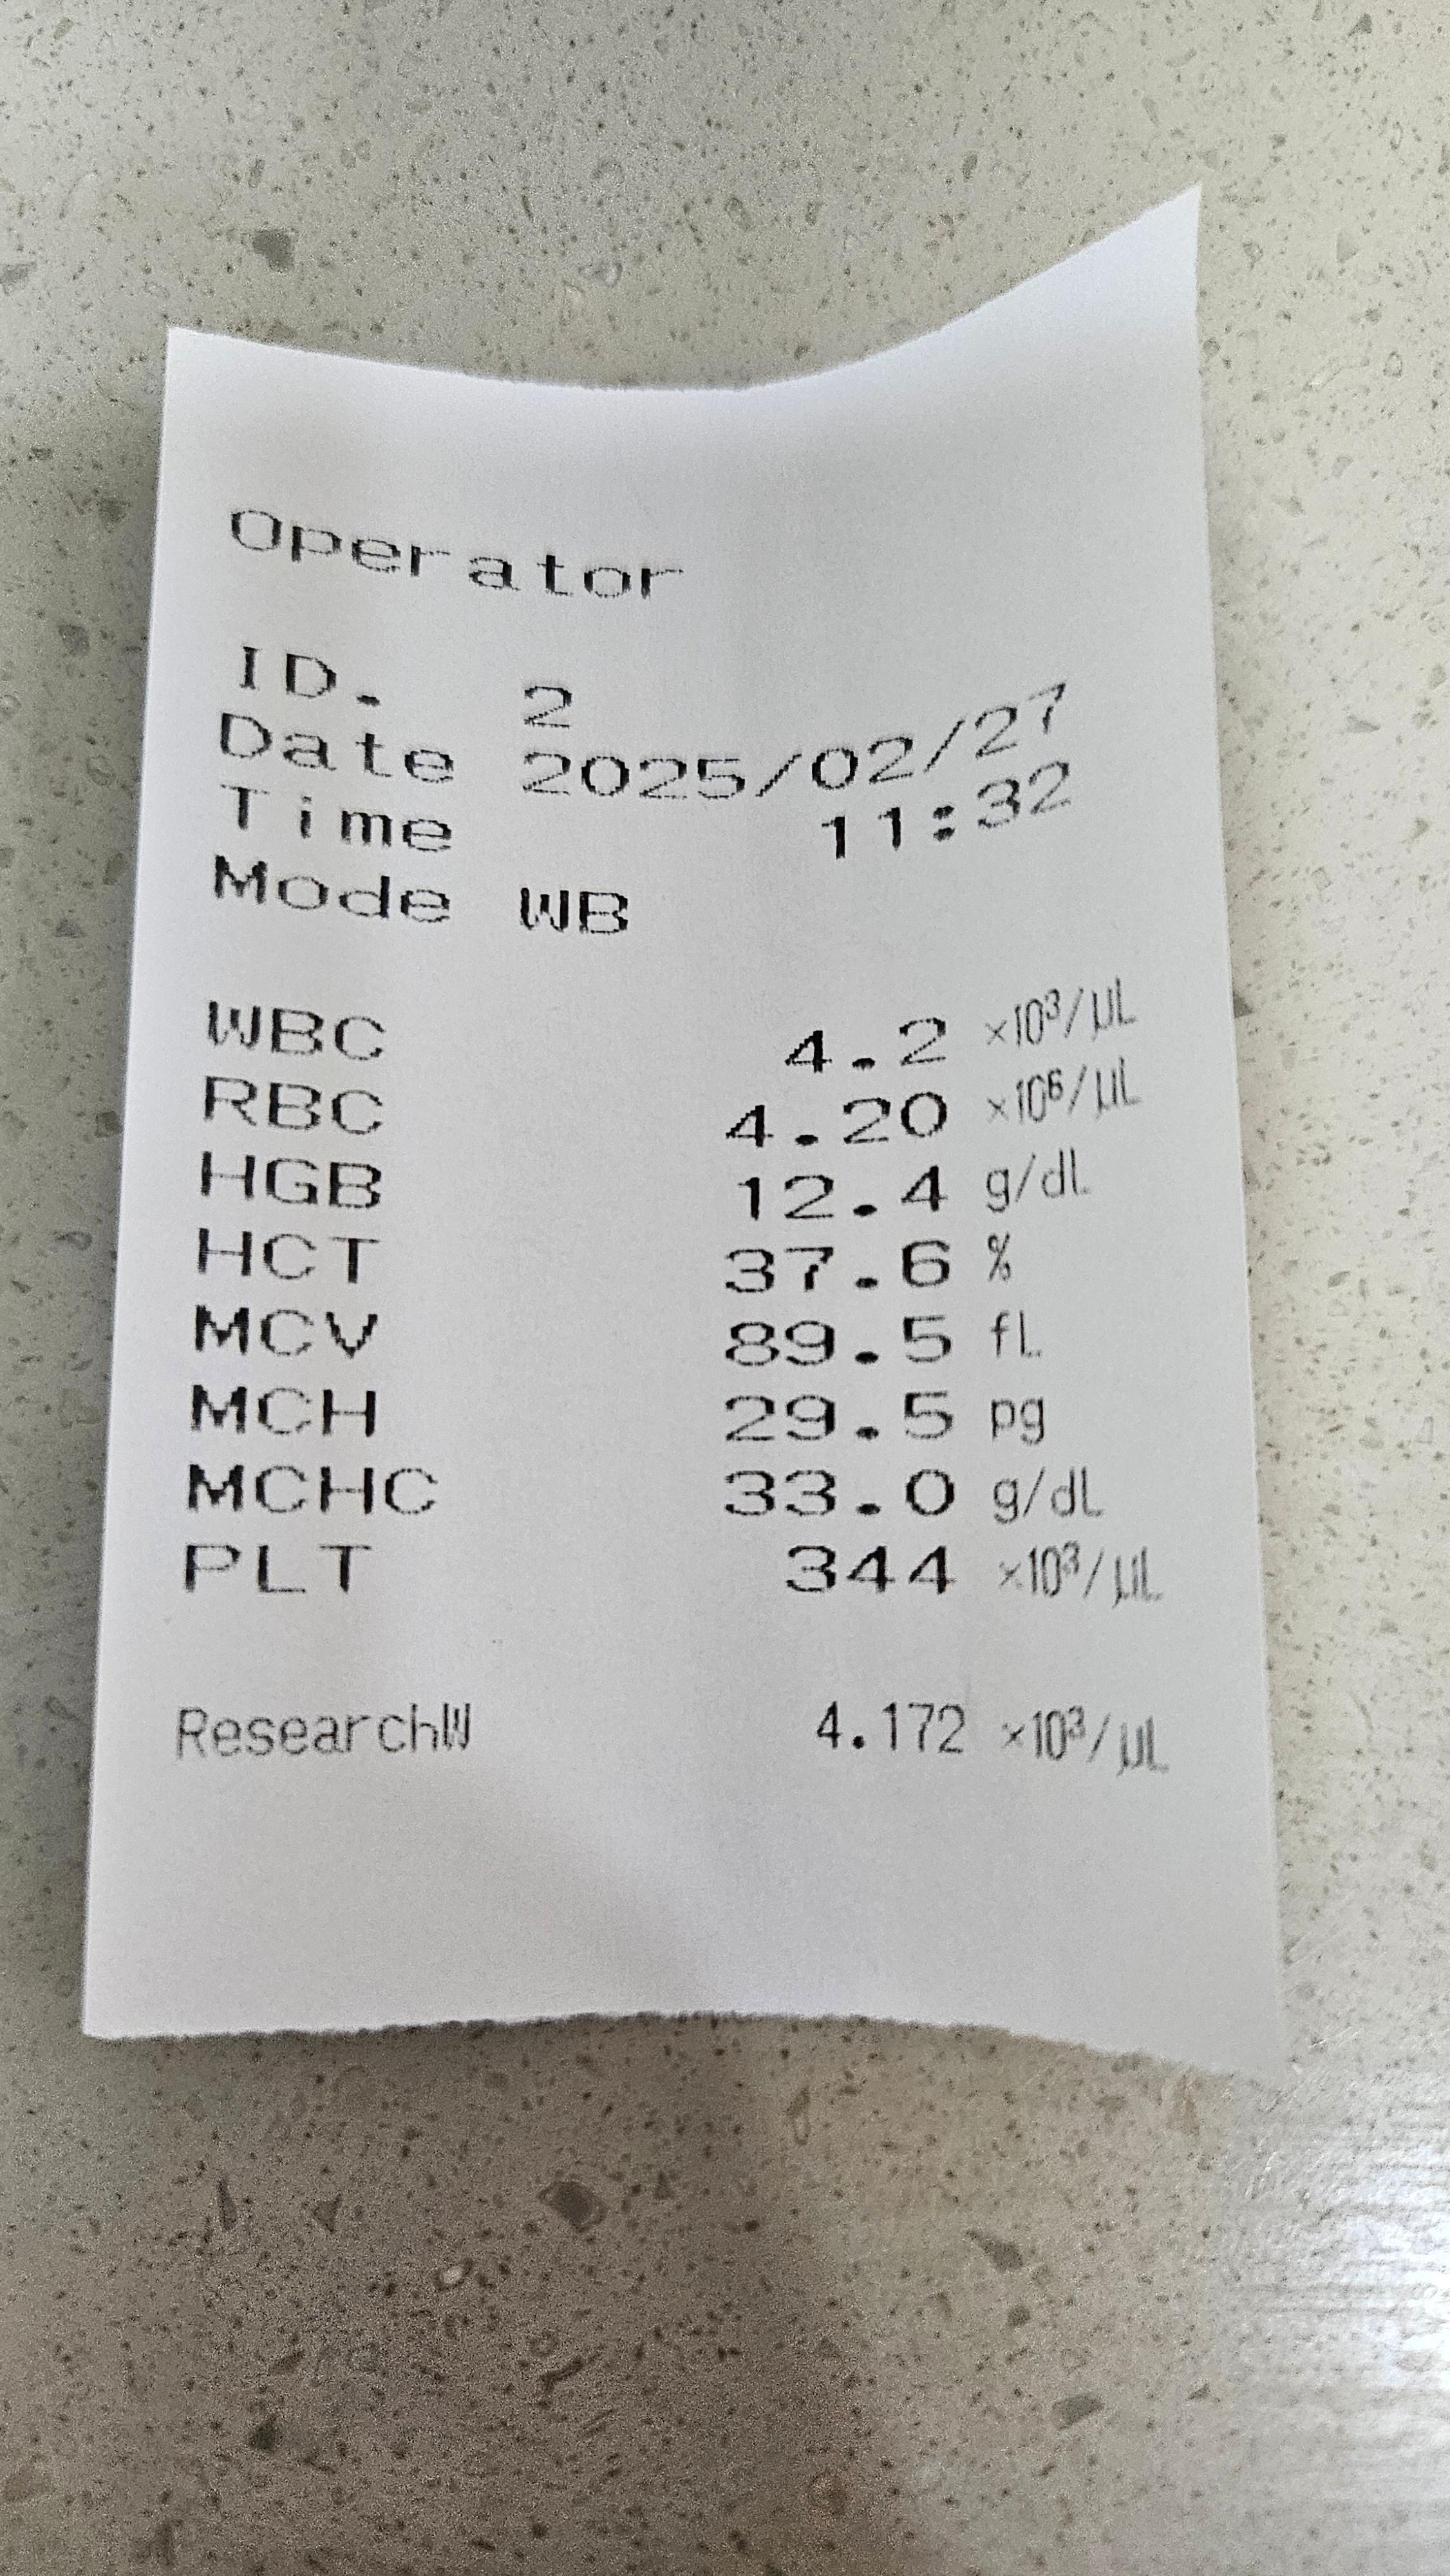 Operator
ID. 2
Date 2025/02/27
Time 11:32
Mode WB
WBC 4.2 ×10³/µL
RBC 4.20 ×10⁶/µL
HGB 12.4 g/dL
HCT 37.6 %
MCV 89.5 fL
MCH 29.5 pg
MCHC 33.0 g/dL
PLT 344 ×10³/µL
ResearchW 4.172 ×10³/µL